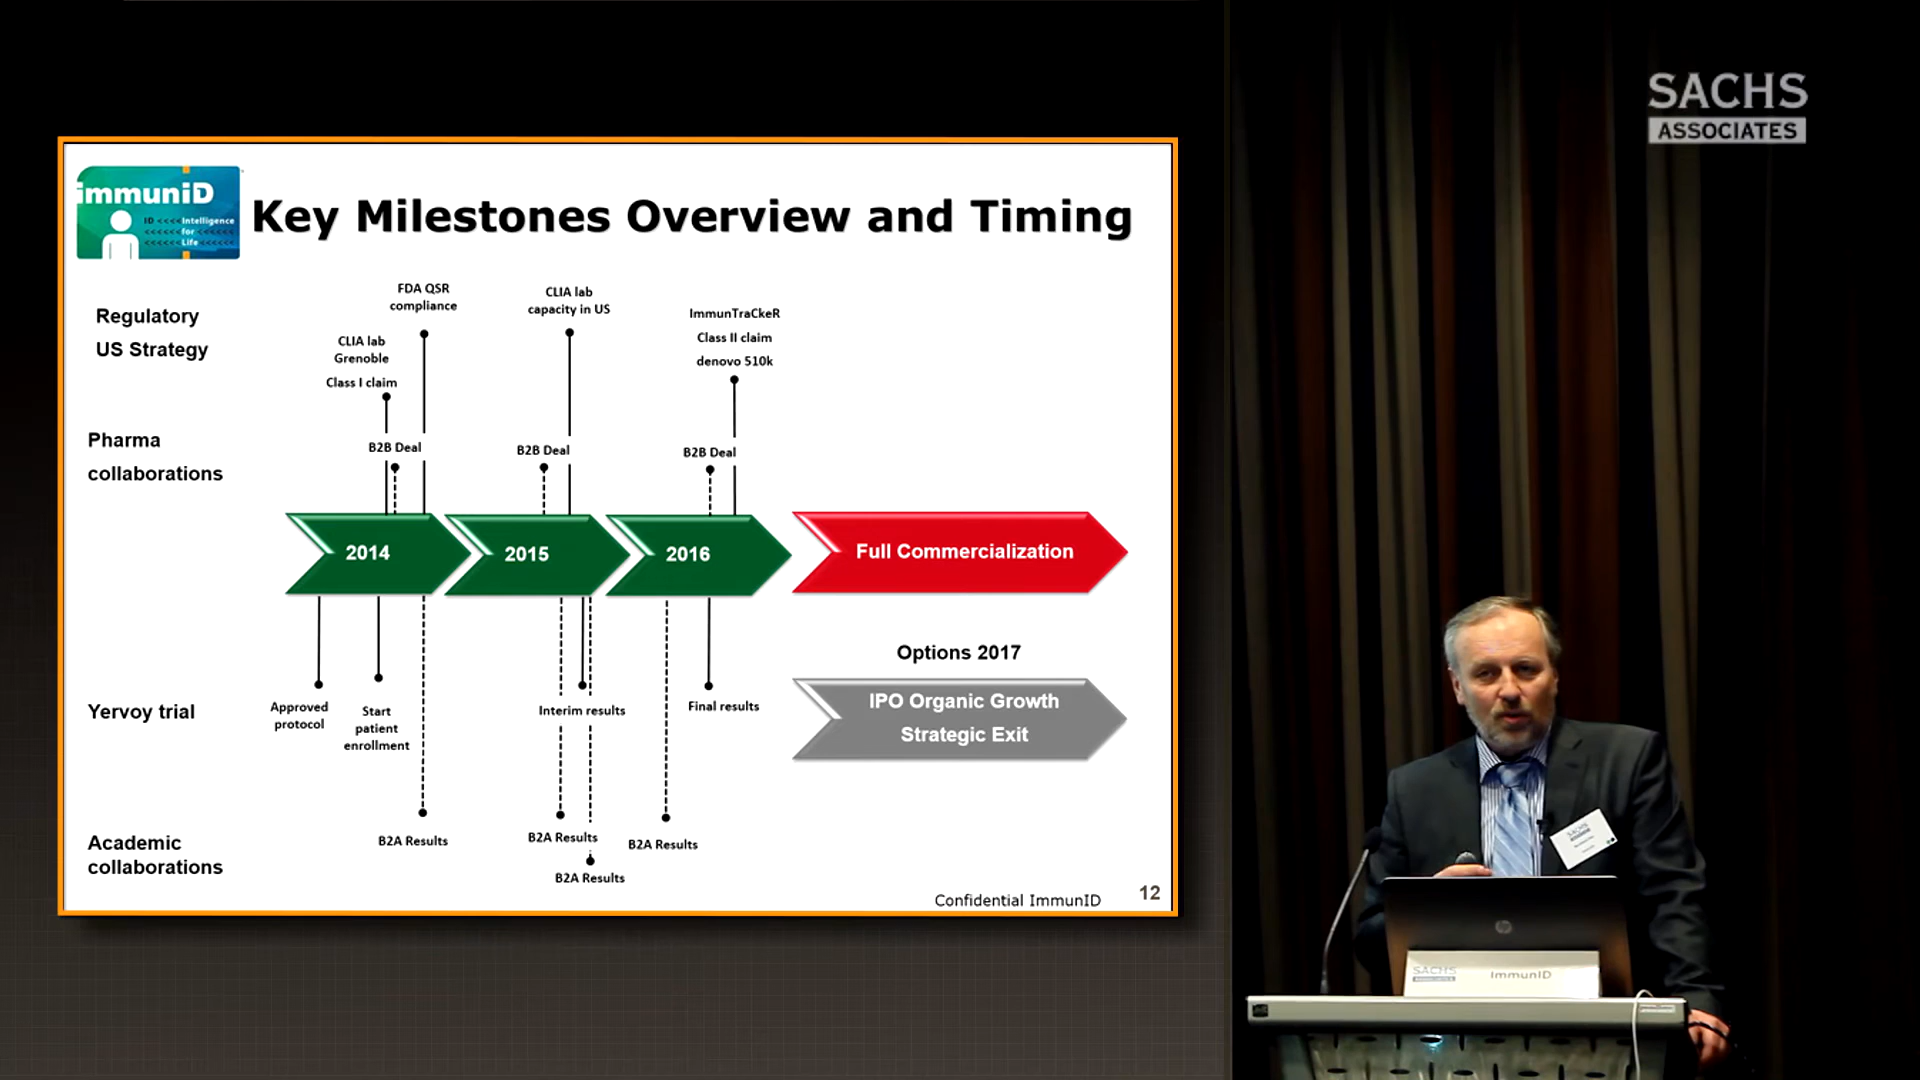 SACHS
ASSOCIATES
immuniD
ID <<<<Intelligence
<<<<<< for <<<<<<
<<<<<< Life <<<<<<
Key Milestones Overview and Timing
Regulatory
US Strategy
FDA QSR
compliance
CLIA lab
Grenoble
Class I claim
CLIA lab
capacity in US
ImmunTraCkeR
Class II claim
denovo 510k
Pharma
collaborations
B2B Deal
B2B Deal
B2B Deal
2014
2015
2016
Full Commercialization
Options 2017
IPO Organic Growth
Strategic Exit
Yervoy trial
Approved
protocol
Start
patient
enrollment
Interim results
Final results
Academic
collaborations
B2A Results
B2A Results
B2A Results
B2A Results
Confidential ImmunID
12
SACHS
SACHS
ImmunID